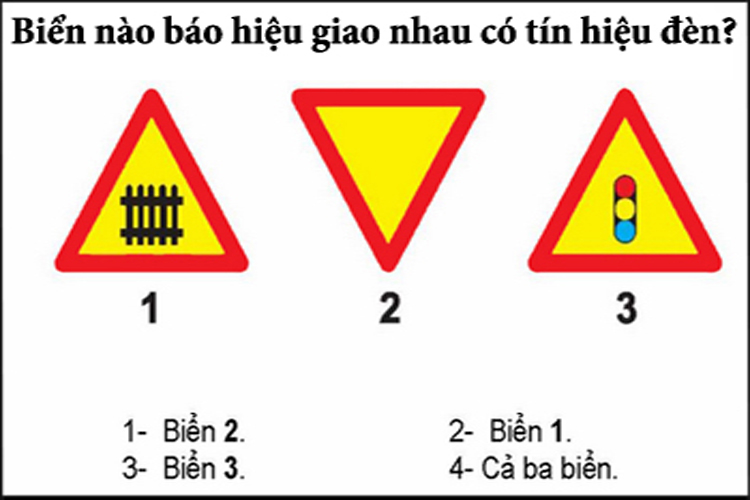 Biển nào báo hiệu giao nhau có tín hiệu đèn?
1 2 3
1- Biển 2. 2- Biển 1.
3- Biển 3. 4- Cả ba biển.